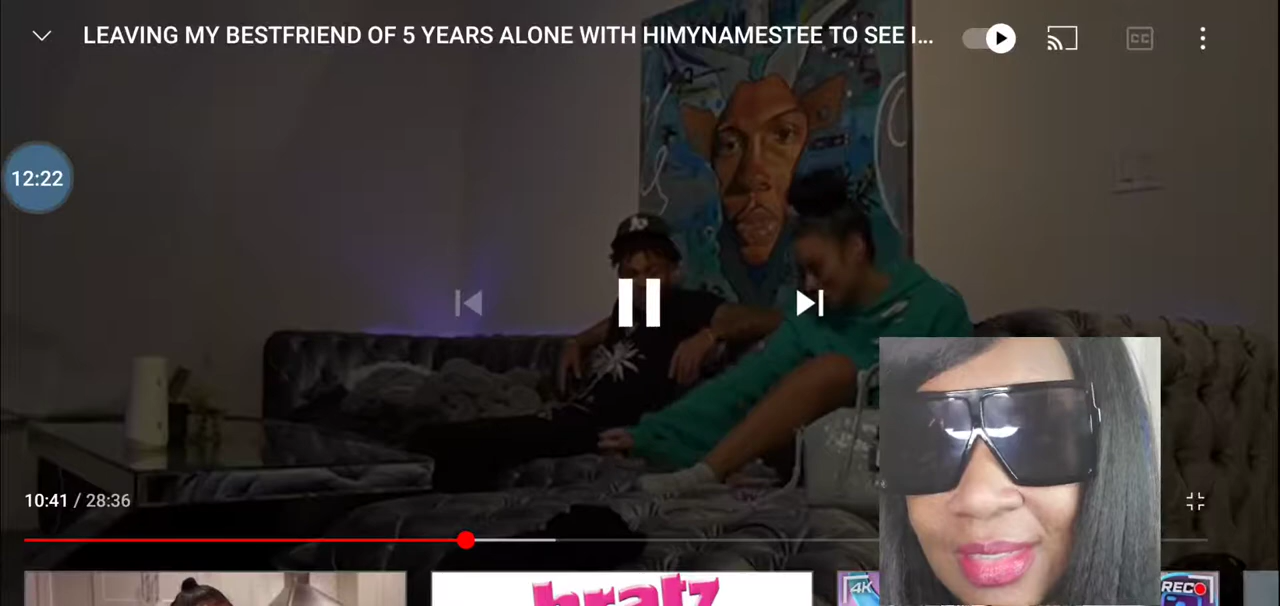 LEAVING MY BESTFRIEND OF 5 YEARS ALONE WITH HIMYNAMESTEE TO SEE I...
CC
12:22
10:41 / 28:36
bratz
4K
REC